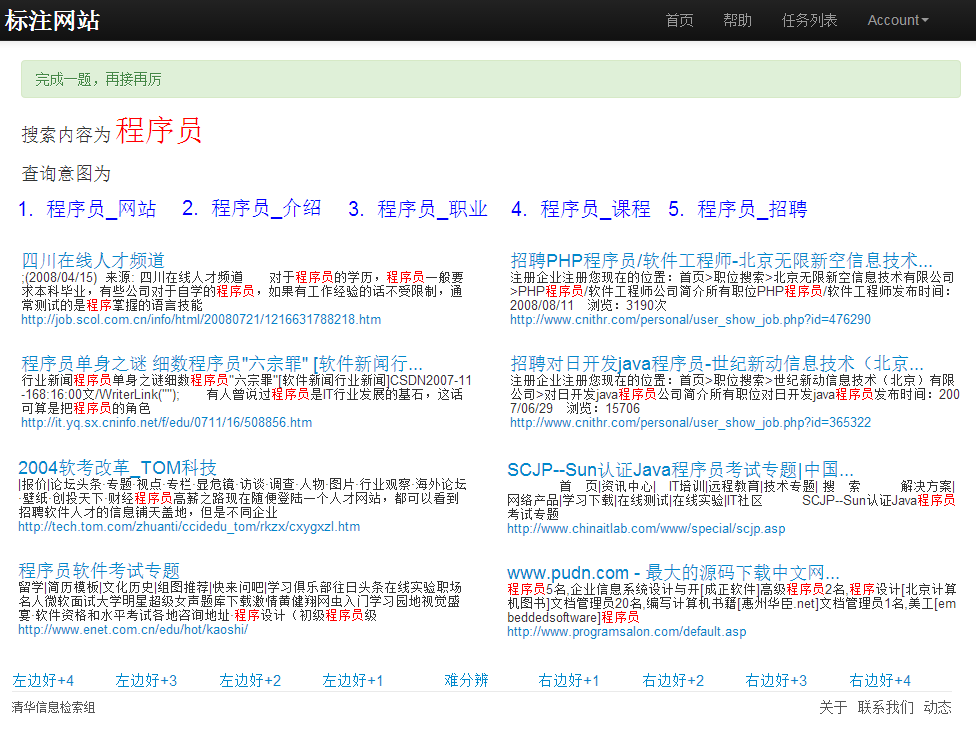 标注网站
首页 帮助 任务列表 Account
完成一题，再接再厉
搜索内容为 程序员
查询意图为
1. 程序员_网站 2. 程序员_介绍 3. 程序员_职业 4. 程序员_课程 5. 程序员_招聘
四川在线人才频道
;(2008/04/15) 来源: 四川在线人才频道 对于程序员的学历，程序员一般要
求本科毕业，有些公司对于自学的程序员，如果有工作经验的话不受限制，通
常测试的是程序掌握的语言技能
http://job.scol.com.cn/info/html/20080721/1216631788218.htm
程序员单身之谜 细数程序员"六宗罪" [软件新闻行...
行业新闻程序员单身之谜细数程序员"六宗罪"[软件新闻行业新闻]CSDN2007-11
-168:16:00文/WriterLink(""); 有人曾说过程序员是IT行业发展的基石，这话
可算是把程序员的角色
http://it.yq.sx.cninfo.net/f/edu/0711/16/508856.htm
2004软考改革_TOM科技
|报价|论坛头条·专题·视点·专栏·显危镜·访谈·调查·人物·图片·行业观察·海外论坛
·壁纸·创投天下·财经程序员高薪之路现在随便登陆一个人才网站，都可以看到
招聘软件人才的信息铺天盖地，但是不同企业
http://tech.tom.com/zhuanti/ccidedu_tom/rkzx/cxygxzl.htm
程序员软件考试专题
留学|简历模板|文化历史|组图推荐|快来问吧|学习俱乐部往日头条在线实验职场
名人微软面试大学明星超级女声题库下载激情黄健翔网虫入门学习园地视觉盛
宴·软件资格和水平考试各地咨询地址·程序设计（初级程序员级
http://www.enet.com.cn/edu/hot/kaoshi/
招聘PHP程序员/软件工程师-北京无限新空信息技术...
注册企业注册您现在的位置：首页>职位搜索>北京无限新空信息技术有限公司
>PHP程序员/软件工程师公司简介所有职位PHP程序员/软件工程师发布时间：
2008/08/11 浏览：3190次
http://www.cnithr.com/personal/user_show_job.php?id=476290
招聘对日开发java程序员-世纪新动信息技术（北京...
注册企业注册您现在的位置：首页>职位搜索>世纪新动信息技术（北京）有限
公司>对日开发java程序员公司简介所有职位对日开发java程序员发布时间：200
7/06/29 浏览：15706
http://www.cnithr.com/personal/user_show_job.php?id=365322
SCJP--Sun认证Java程序员考试专题|中国...
首 页|资讯中心| IT培训|远程教育|技术专题| 搜 索 解决方案|
网络产品|学习下载|在线测试|在线实验|IT社区 SCJP--Sun认证Java程序员
考试专题
http://www.chinaitlab.com/www/special/scjp.asp
www.pudn.com - 最大的源码下载中文网...
程序员5名,企业信息系统设计与开[成正软件]高级程序员2名,程序设计[北京计算
机图书]文档管理员20名,编写计算机书籍[惠州华臣.net]文档管理员1名,美工[em
beddedsoftware]程序员
http://www.programsalon.com/default.asp
左边好+4 左边好+3 左边好+2 左边好+1 难分辨 右边好+1 右边好+2 右边好+3 右边好+4
清华信息检索组 关于 联系我们 动态